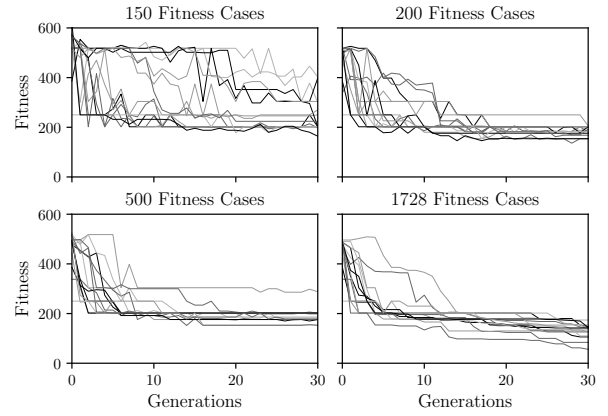 150 Fitness Cases
200 Fitness Cases
600
400
200
0
Fitness
500 Fitness Cases
1728 Fitness Cases
600
400
200
0
Fitness
0 10 20 30
0 10 20 30
Generations
Generations